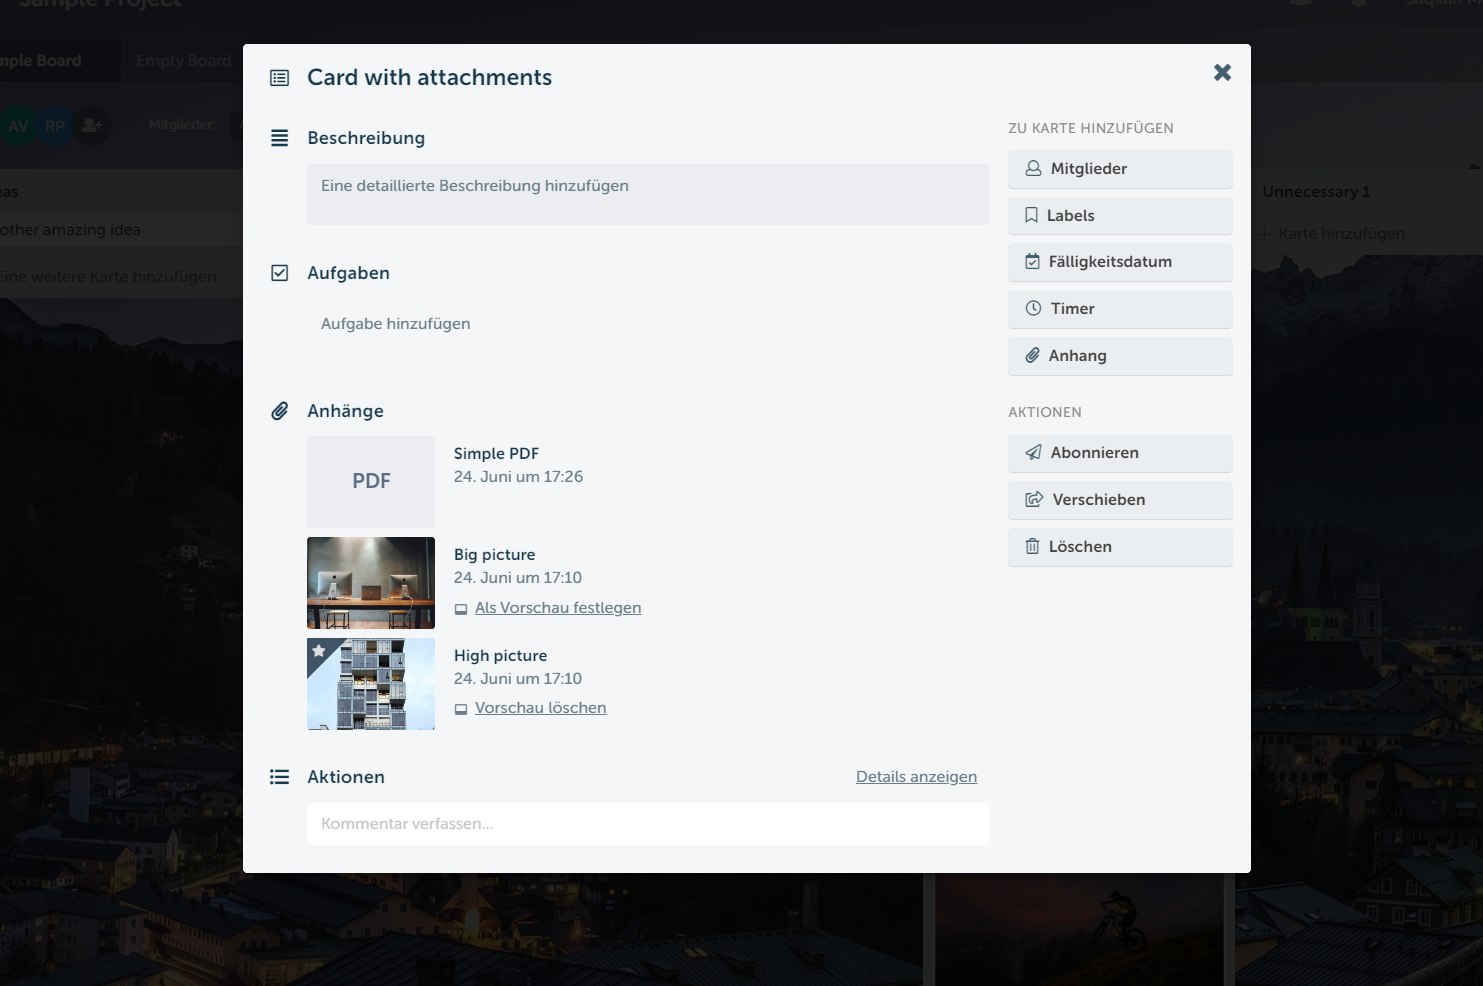 Sample Project
Saqlain M
mple Board
Empty Board
AV
RP
Mitglieder:
eas
other amazing idea
Eine weitere Karte hinzufügen
Unnecessary 1
Karte hinzufügen
Card with attachments
Beschreibung
Eine detaillierte Beschreibung hinzufügen
Aufgaben
Aufgabe hinzufügen
Anhänge
PDF
Simple PDF
24. Juni um 17:26
Big picture
24. Juni um 17:10
Als Vorschau festlegen
High picture
24. Juni um 17:10
Vorschau löschen
Aktionen
Details anzeigen
Kommentar verfassen...
ZU KARTE HINZUFÜGEN
Mitglieder
Labels
Fälligkeitsdatum
Timer
Anhang
AKTIONEN
Abonnieren
Verschieben
Löschen